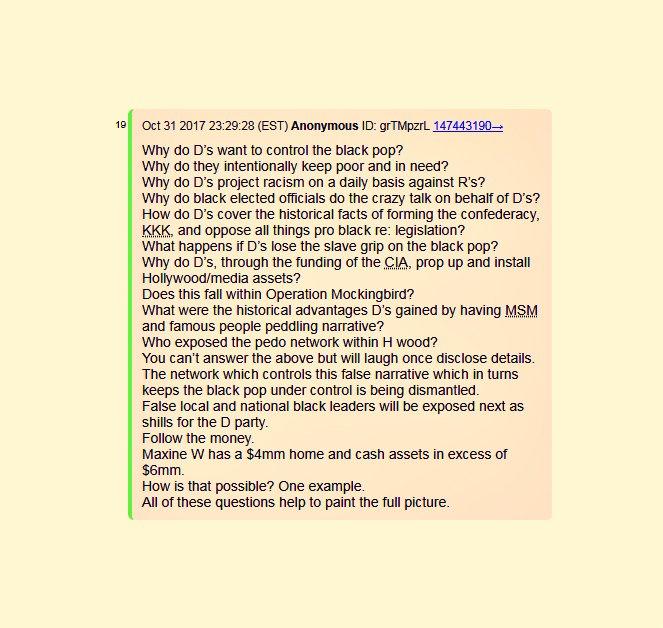 19
Oct 31 2017 23:29:28 (EST) Anonymous ID: grTMpzrL 147443190→
Why do D's want to control the black pop?
Why do they intentionally keep poor and in need?
Why do D's project racism on a daily basis against R's?
Why do black elected officials do the crazy talk on behalf of D's?
How do D's cover the historical facts of forming the confederacy,
KKK, and oppose all things pro black re: legislation?
What happens if D's lose the slave grip on the black pop?
Why do D's, through the funding of the CIA, prop up and install
Hollywood/media assets?
Does this fall within Operation Mockingbird?
What were the historical advantages D's gained by having MSM
and famous people peddling narrative?
Who exposed the pedo network within H wood?
You can't answer the above but will laugh once disclose details.
The network which controls this false narrative which in turns
keeps the black pop under control is being dismantled.
False local and national black leaders will be exposed next as
shills for the D party.
Follow the money.
Maxine W has a $4mm home and cash assets in excess of
$6mm.
How is that possible? One example.
All of these questions help to paint the full picture.